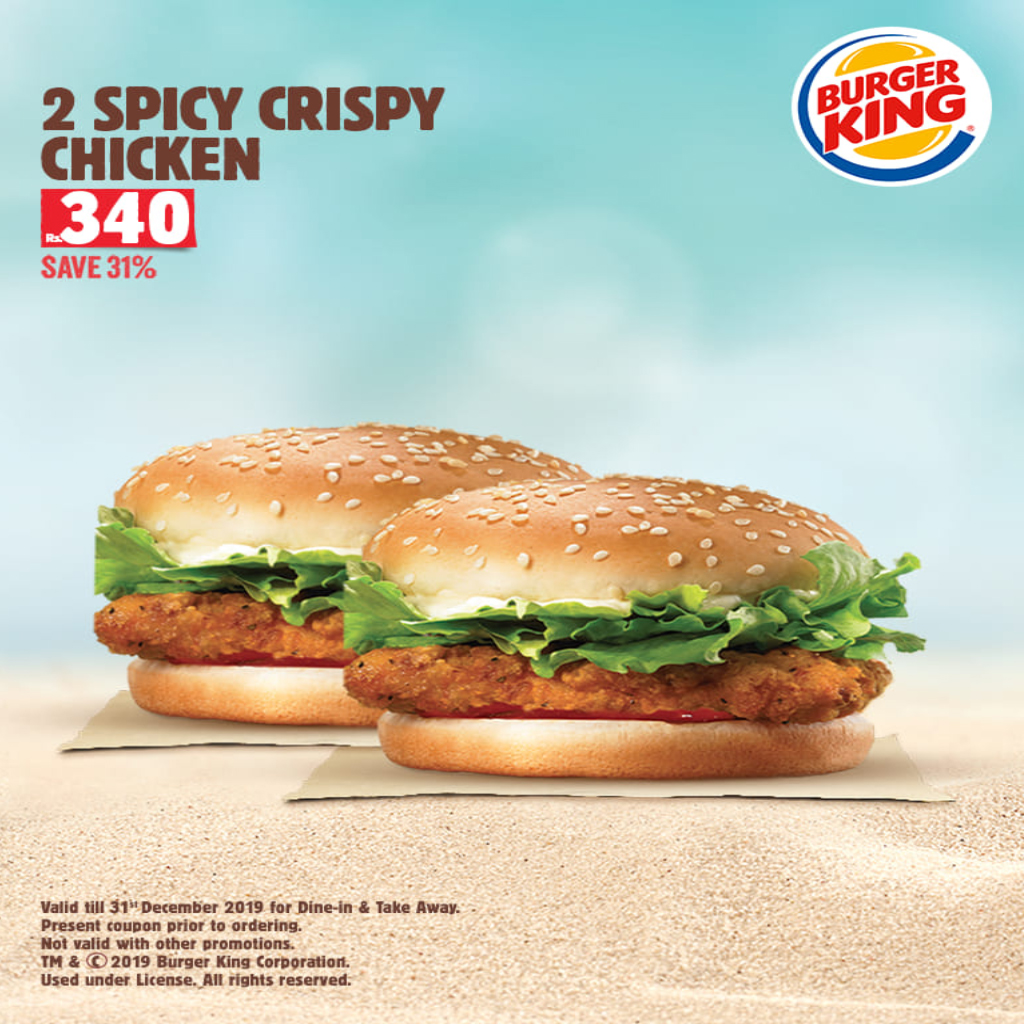 2 SPICY CRISPY
CHICKEN
Rs.340
SAVE 31%
BURGER
KING®
Valid till 31st December 2019 for Dine-in & Take Away.
Present coupon prior to ordering.
Not valid with other promotions.
TM & © 2019 Burger King Corporation.
Used under License. All rights reserved.